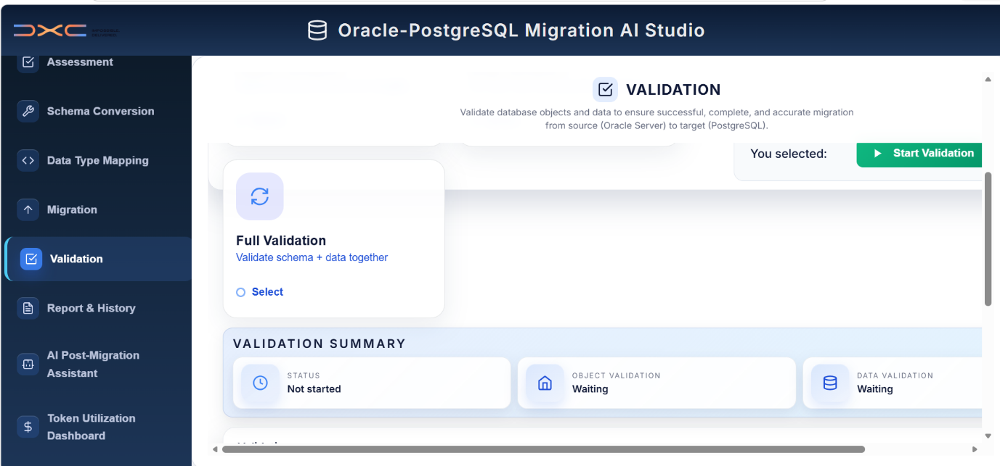 DXC
Oracle-PostgreSQL Migration AI Studio
Assessment
Schema Conversion
Data Type Mapping
Migration
Validation
Report & History
AI Post-Migration
Assistant
Token Utilization
Dashboard
VALIDATION
Validate database objects and data to ensure successful, complete, and accurate migration
from source (Oracle Server) to target (PostgreSQL).
You selected:
Start Validation
Full Validation
Validate schema + data together
Select
VALIDATION SUMMARY
STATUS
Not started
OBJECT VALIDATION
Waiting
DATA VALIDATION
Waiting